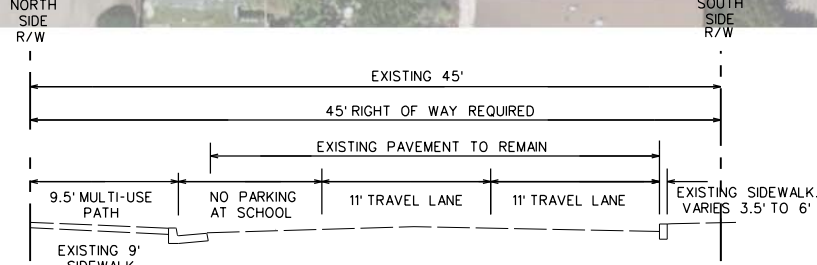 NORTH
SIDE
R/W
SOUTH
SIDE
R/W
EXISTING 45'
45' RIGHT OF WAY REQUIRED
EXISTING PAVEMENT TO REMAIN
9.5' MULTI-USE
PATH
NO PARKING
AT SCHOOL
11' TRAVEL LANE
11' TRAVEL LANE
EXISTING SIDEWALK.
VARIES 3.5' TO 6'
EXISTING 9'
SIDEWALK